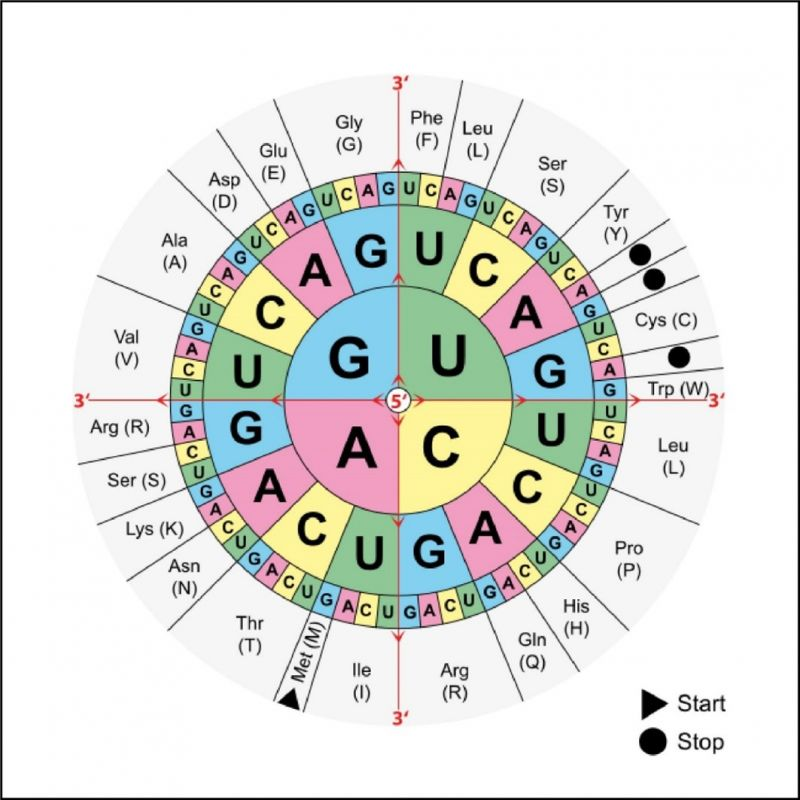 3'
Phe
(F)
Leu
(L)
Ser
(S)
Tyr
(Y)
Cys (C)
Trp (W)
3'
Leu
(L)
Pro
(P)
His
(H)
Gln
(Q)
Arg
(R)
3'
Ile
(I)
Met (M)
Thr
(T)
Asn
(N)
Lys (K)
Ser (S)
Arg (R)
3'
Val
(V)
Ala
(A)
Asp
(D)
Glu
(E)
Gly
(G)
U C A G U C A G U C A G U C A G
U C A G U C A G U C A G U C A G
U C A G U C A G U C A G U C A G
U C A G U C A G U C A G U C A G
U C A G
U C A G
U C A G
U C A G
U C A G
5'
Start
Stop